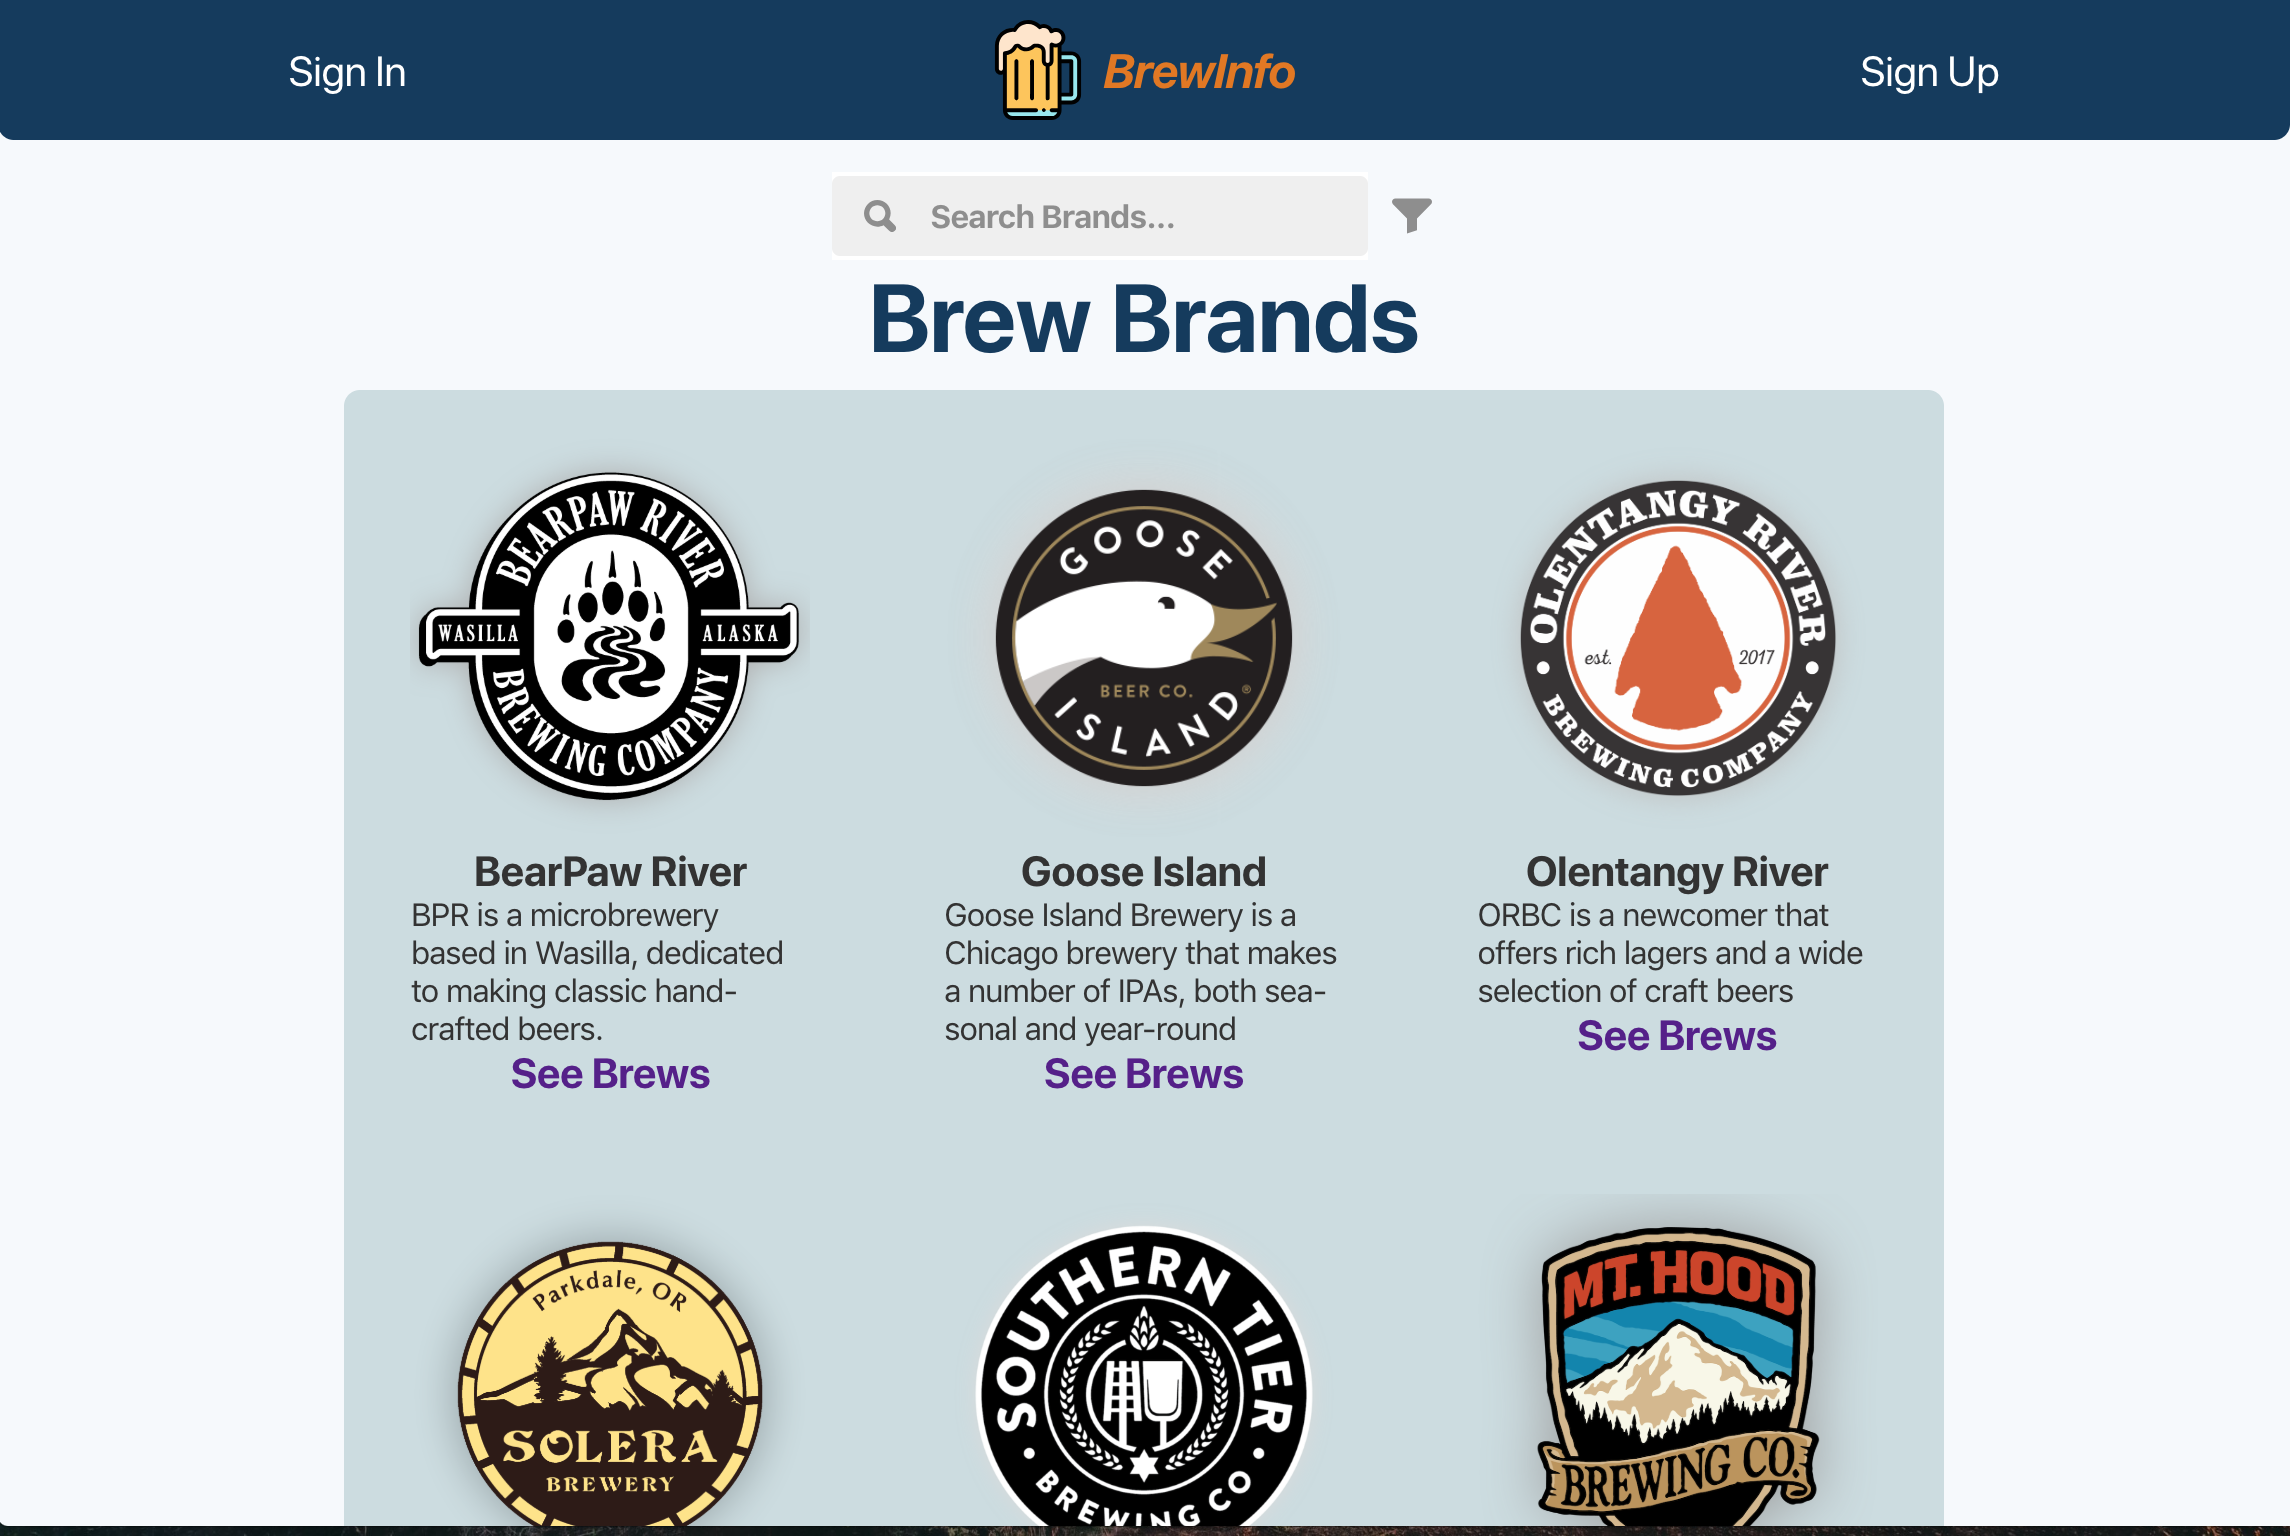 Sign In
BrewInfo
Sign Up
Search Brands...
Brew Brands
BEARPAW RIVER
WASILLA
ALASKA
BREWING COMPANY
GOOSE
BEER CO.
ISLAND®
OLENTANGY RIVER
est.
2017
BREWING COMPANY
BearPaw River
BPR is a microbrewery
based in Wasilla, dedicated
to making classic hand-
crafted beers.
See Brews
Goose Island
Goose Island Brewery is a
Chicago brewery that makes
a number of IPAs, both sea-
sonal and year-round
See Brews
Olentangy River
ORBC is a newcomer that
offers rich lagers and a wide
selection of craft beers
See Brews
Parkdale, OR
SOLERA
BREWERY
SOUTHERN TIER
BREWING CO
MT. HOOD
BREWING CO.